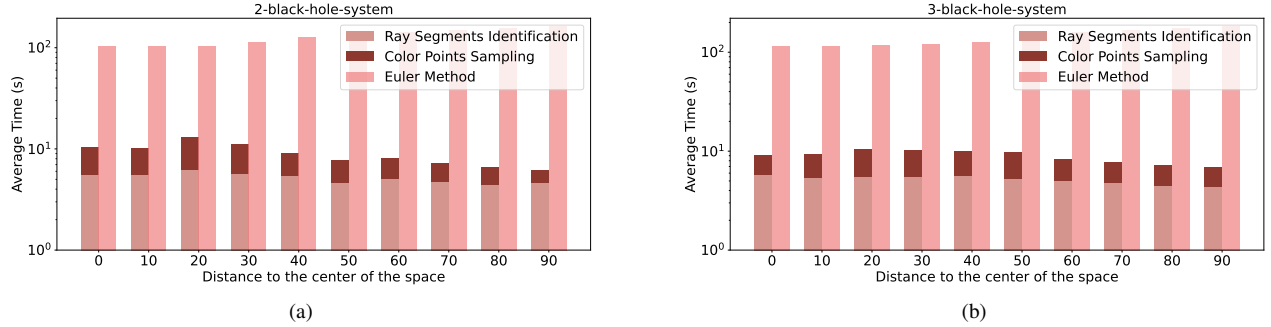 2-black-hole-system
Average Time (s)
10²
10¹
10⁰
Ray Segments Identification
Color Points Sampling
Euler Method
0 10 20 30 40 50 60 70 80 90
Distance to the center of the space
(a)
3-black-hole-system
Average Time (s)
10²
10¹
10⁰
Ray Segments Identification
Color Points Sampling
Euler Method
0 10 20 30 40 50 60 70 80 90
Distance to the center of the space
(b)